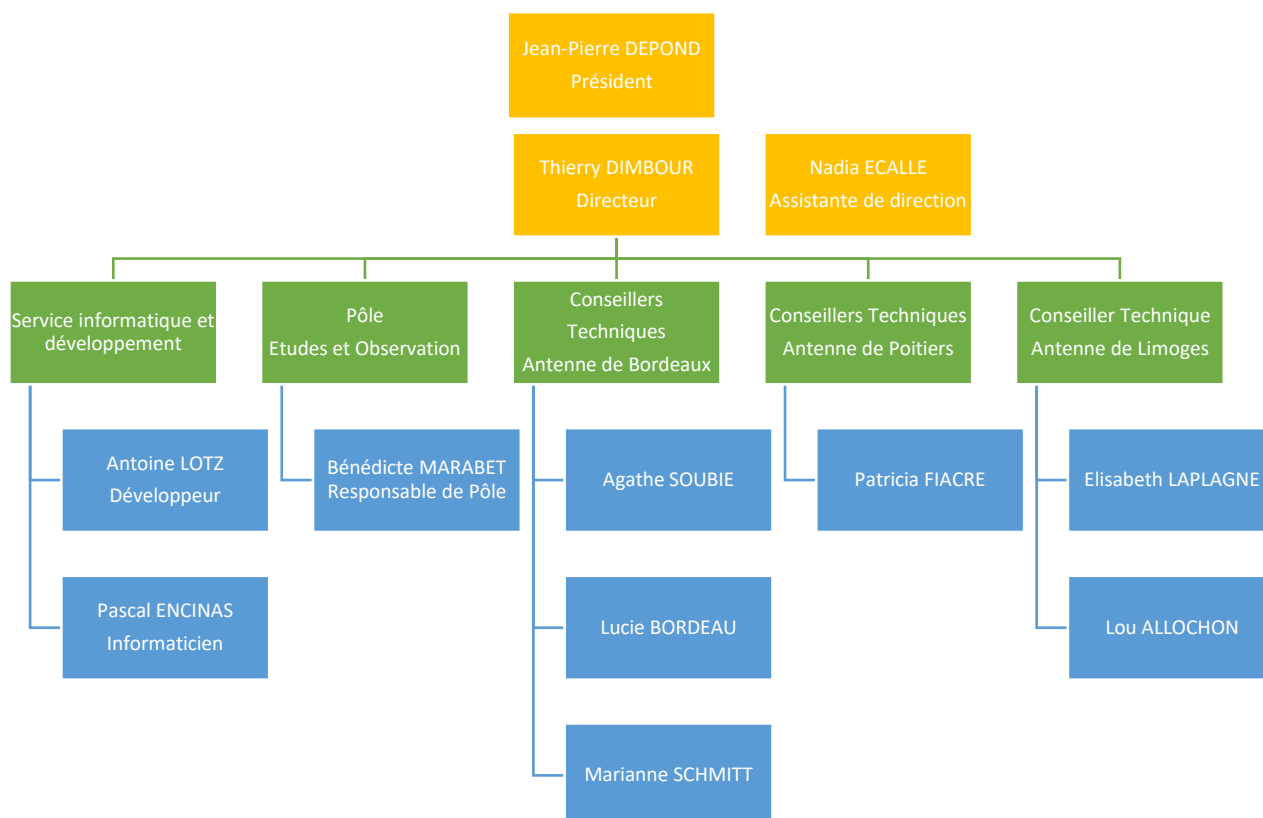 Jean-Pierre DEPOND
Président
Thierry DIMBOUR
Directeur
Nadia ECALLE
Assistante de direction
Service informatique et
développement
Pôle
Etudes et Observation
Conseillers
Techniques
Antenne de Bordeaux
Conseillers Techniques
Antenne de Poitiers
Conseiller Technique
Antenne de Limoges
Antoine LOTZ
Développeur
Bénédicte MARABET
Responsable de Pôle
Agathe SOUBIE
Patricia FIACRE
Elisabeth LAPLAGNE
Pascal ENCINAS
Informaticien
Lucie BORDEAU
Lou ALLOCHON
Marianne SCHMITT